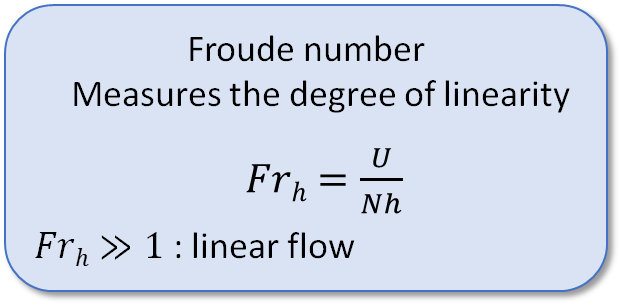 Froude number
Measures the degree of linearity
Fr_h = U/Nh
Fr_h ≫ 1 : linear flow